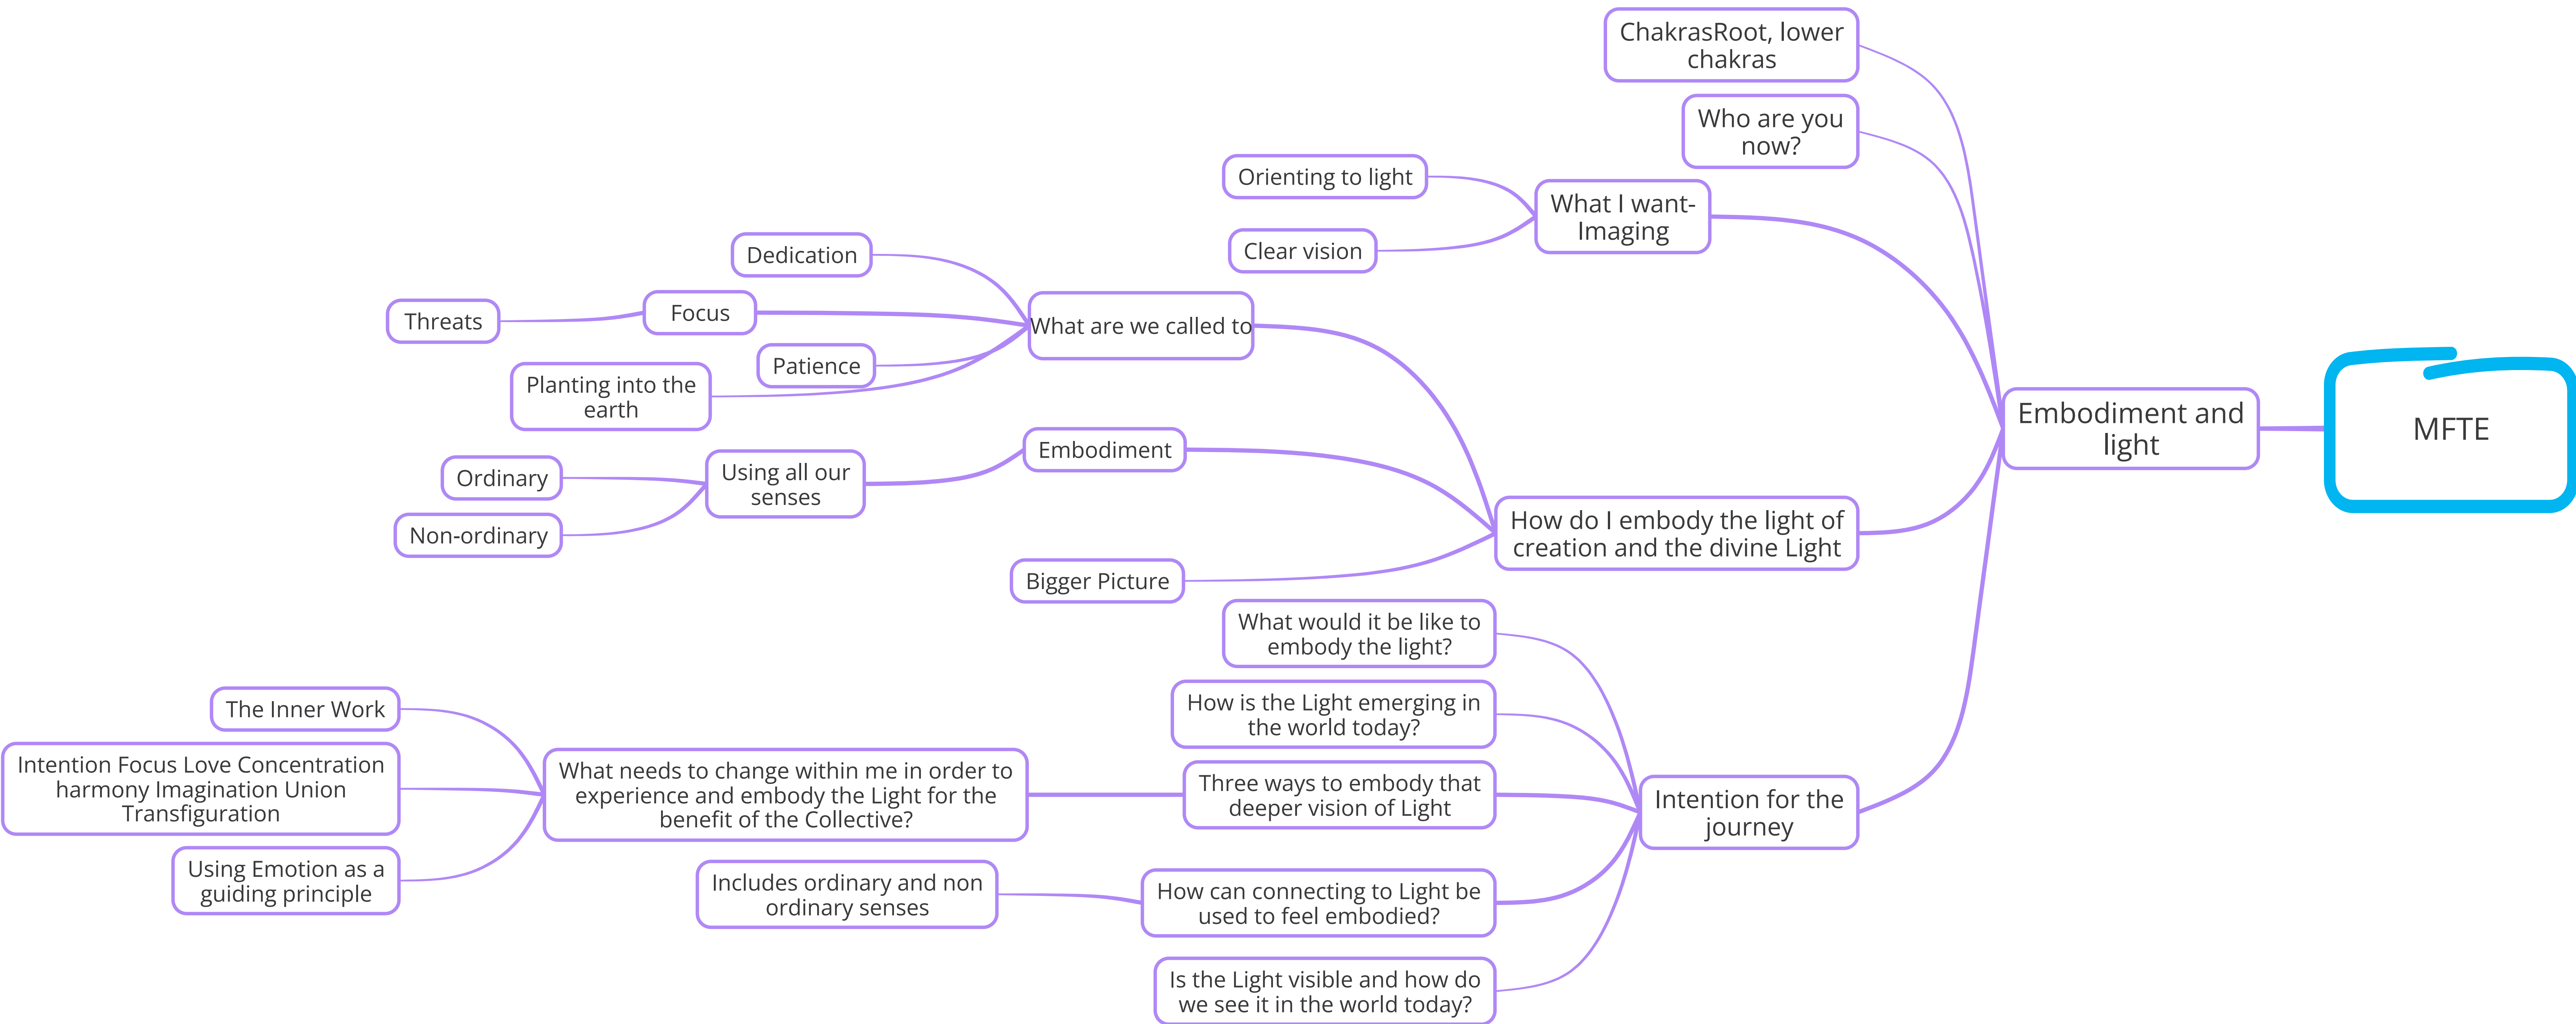 ChakrasRoot, lower
chakras
Who are you
now?
Orienting to light
What I want-
Imaging
Clear vision
Dedication
Threats
Focus
What are we called to
Patience
Planting into the
earth
Embodiment and
light
MFTE
Embodiment
Using all our
senses
Ordinary
Non-ordinary
How do I embody the light of
creation and the divine Light
Bigger Picture
What would it be like to
embody the light?
How is the Light emerging in
the world today?
The Inner Work
Intention Focus Love Concentration
harmony Imagination Union
Transfiguration
What needs to change within me in order to
experience and embody the Light for the
benefit of the Collective?
Three ways to embody that
deeper vision of Light
Intention for the
journey
Using Emotion as a
guiding principle
Includes ordinary and non
ordinary senses
How can connecting to Light be
used to feel embodied?
Is the Light visible and how do
we see it in the world today?